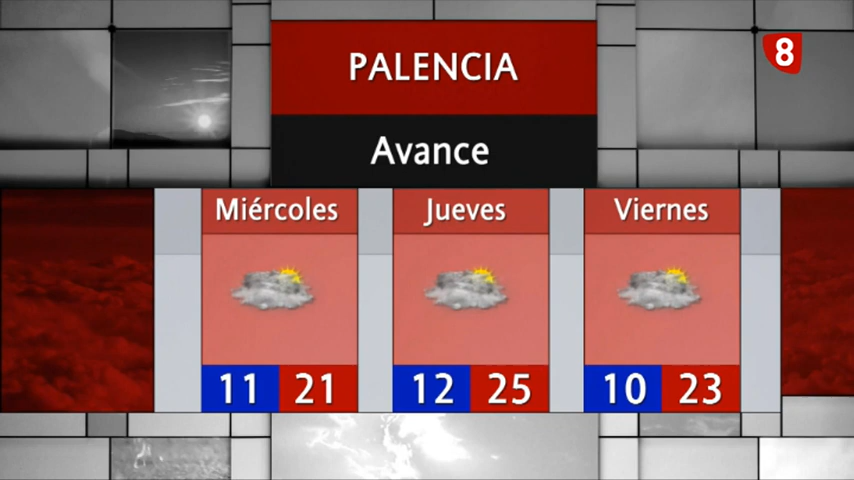 PALENCIA
8
Avance
Miércoles
Jueves
Viernes
11 21
12 25
10 23